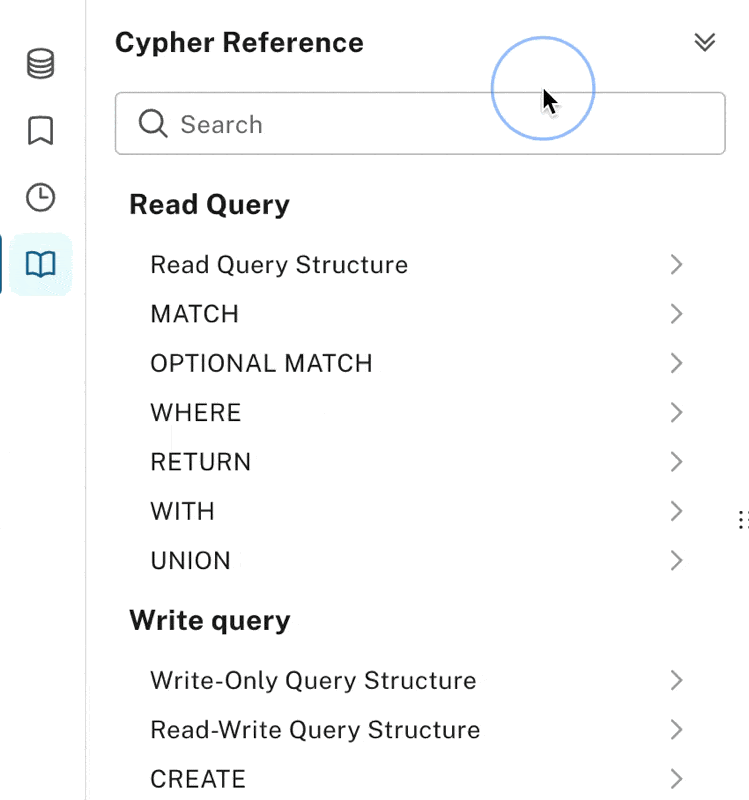 Cypher Reference
Search
Read Query
Read Query Structure
MATCH
OPTIONAL MATCH
WHERE
RETURN
WITH
UNION
Write query
Write-Only Query Structure
Read-Write Query Structure
CREATE